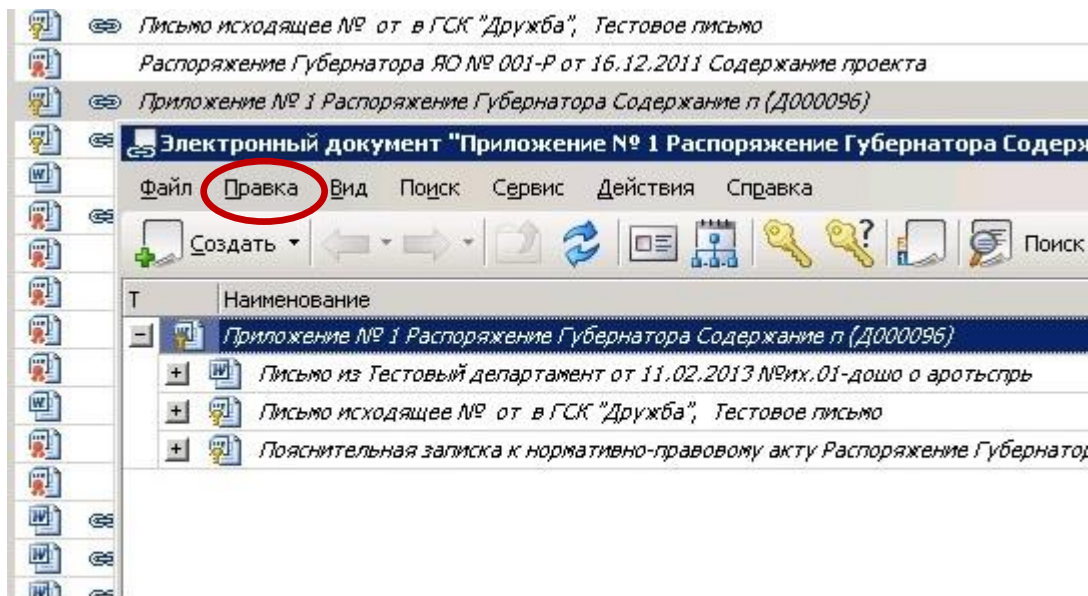 Письмо исходящее № от в ГСК "Дружба", Тестовое письмо
Распоряжение Губернатора ЯО № 001-Р от 16.12.2011 Содержание проекта
Приложение № 1 Распоряжение Губернатора Содержание п (Д000096)
Электронный документ "Приложение № 1 Распоряжение Губернатора Содерж
Файл Правка Вид Поиск Сервис Действия Справка
Создать Поиск
Т Наименование
Приложение № 1 Распоряжение Губернатора Содержание п (Д000096)
Письмо из Тестовый департамент от 11.02.2013 №их.01-дошо о аротьспрь
Письмо исходящее № от в ГСК "Дружба", Тестовое письмо
Пояснительная записка к нормативно-правовому акту Распоряжение Губернатор